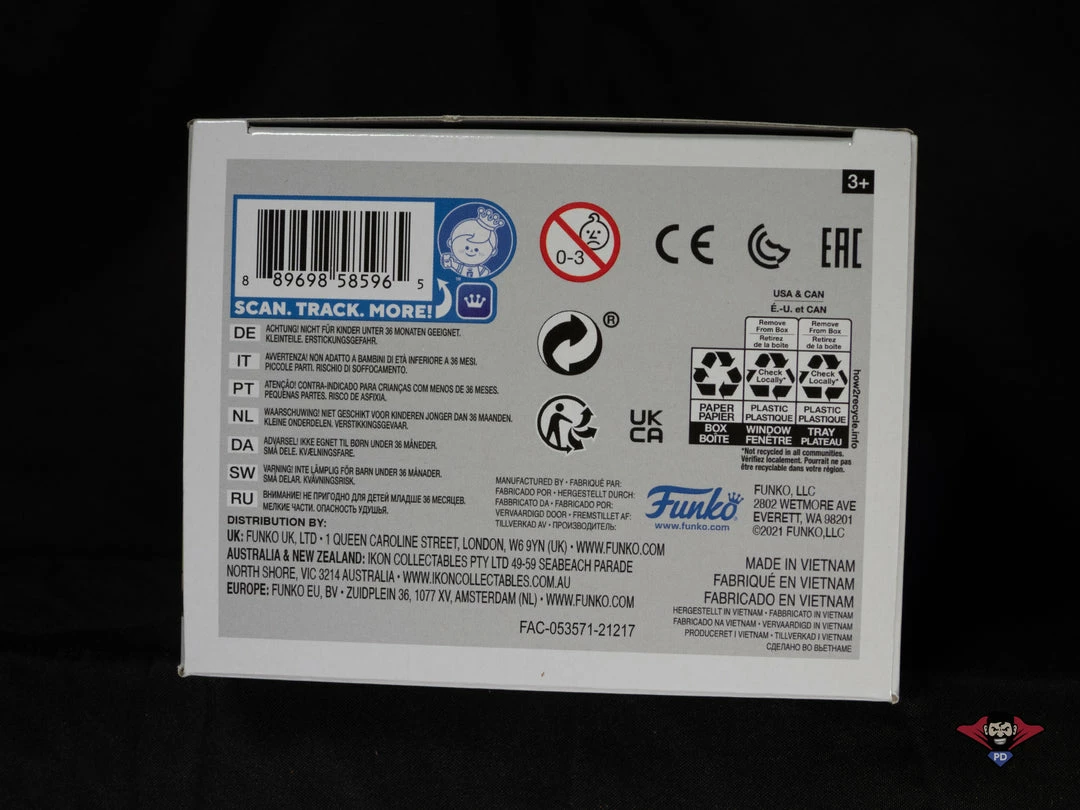 3+
8 89698 58596 5
SCAN. TRACK. MORE!
0-3
CE
EAC
®
UK
CA
USA & CAN
É.-U. et CAN
Remove From Box
Retirez de la boîte
Remove From Box
Retirez de la boîte
Check Locally*
Check Locally*
PAPER PAPIER
PLASTIC PLASTIQUE
PLASTIC PLASTIQUE
BOX BOÎTE
WINDOW FENÊTRE
TRAY PLATEAU
how2recycle.info
*Not recycled in all communities.
Vérifiez localement. Pourrait ne pas
être recyclable dans votre région.
DE ACHTUNG! NICHT FÜR KINDER UNTER 36 MONATEN GEEIGNET.
KLEINTEILE. ERSTICKUNGSGEFAHR.
IT AVVERTENZA! NON ADATTO A BAMBINI DI ETÀ INFERIORE A 36 MESI.
PICCOLE PARTI. RISCHIO DI SOFFOCAMENTO.
PT ATENÇÃO! CONTRA-INDICADO PARA CRIANÇAS COM MENOS DE 36 MESES.
PEQUENAS PARTES. RISCO DE ASFIXIA.
NL WAARSCHUWING! NIET GESCHIKT VOOR KINDEREN JONGER DAN 36 MAANDEN.
KLEINE ONDERDELEN. VERSTIKKINGSGEVAAR.
DA ADVARSEL! IKKE EGNET TIL BØRN UNDER 36 MÅNEDER.
SMÅ DELE. KVÆLNINGSFARE.
SW VARNING! INTE LÄMPLIG FÖR BARN UNDER 36 MÅNADER.
SMÅ DELAR. KVÄVNINGSRISK.
RU ВНИМАНИЕ! НЕ ПРИГОДНО ДЛЯ ДЕТЕЙ МЛАДШЕ 36 МЕСЯЦЕВ.
МЕЛКИЕ ЧАСТИ. ОПАСНОСТЬ УДУШЬЯ.
MANUFACTURED BY • FABRIQUÉ PAR:
FABRICADO POR • HERGESTELLT DURCH:
FABBRICATO DA • FABRICADO POR:
VERVAARDIGD DOOR • FREMSTILLET AF:
TILLVERKAD AV • ПРОИЗВОДИТЕЛЬ:
Funko
www.funko.com
FUNKO, LLC
2802 WETMORE AVE
EVERETT, WA 98201
©2021 FUNKO,LLC
DISTRIBUTION BY:
UK: FUNKO UK, LTD • 1 QUEEN CAROLINE STREET, LONDON, W6 9YN (UK) • WWW.FUNKO.COM
AUSTRALIA & NEW ZEALAND: IKON COLLECTABLES PTY LTD 49-59 SEABEACH PARADE
NORTH SHORE, VIC 3214 AUSTRALIA • WWW.IKONCOLLECTABLES.COM.AU
EUROPE: FUNKO EU, BV • ZUIDPLEIN 36, 1077 XV, AMSTERDAM (NL) • WWW.FUNKO.COM
FAC-053571-21217
MADE IN VIETNAM
FABRIQUÉ EN VIETNAM
FABRICADO EN VIETNAM
HERGESTELLT IN VIETNAM • FABBRICATO IN VIETNAM
FABRICADO NA VIETNAM • VERVAARDIGD IN VIETNAM
PRODUCERET I VIETNAM • TILLVERKAD I VIETNAM
СДЕЛАНО ВО ВЬЕТНАМЕ
PD